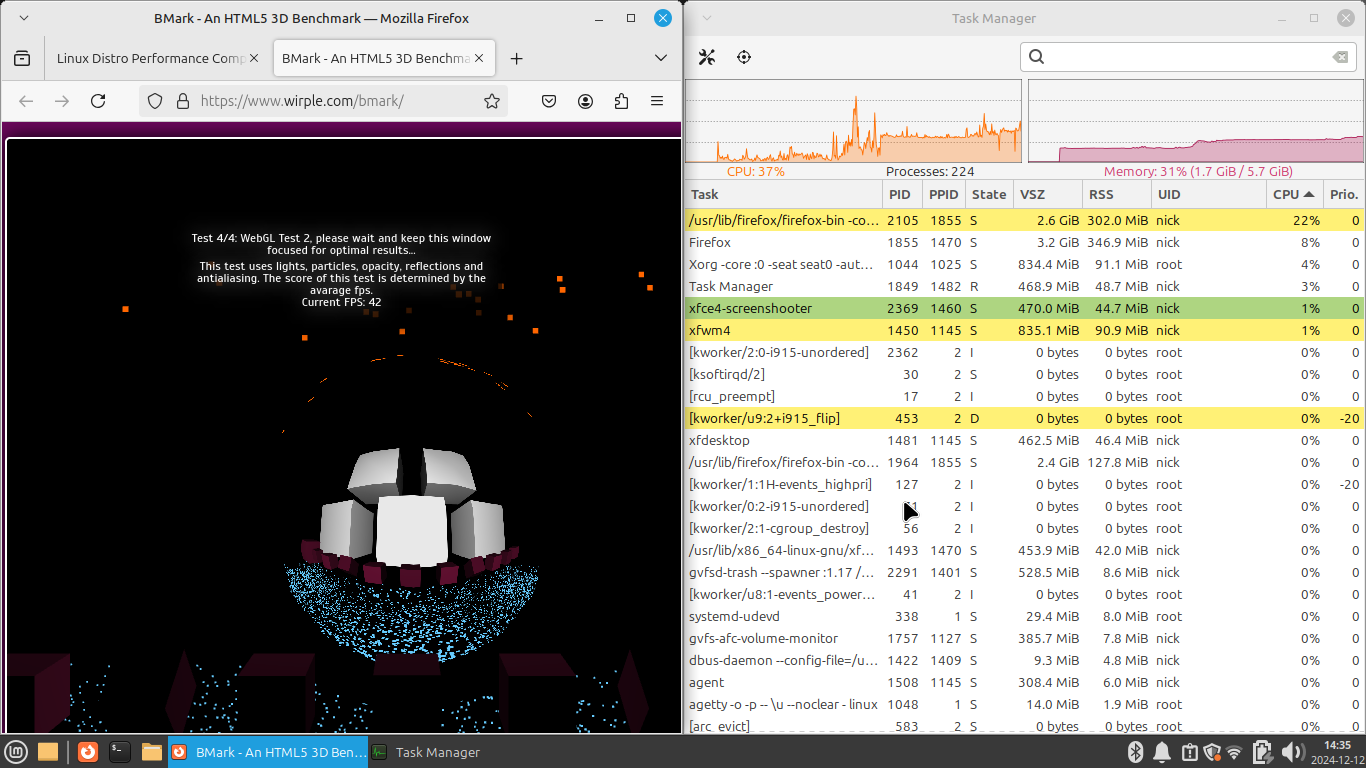 BMark - An HTML5 3D Benchmark — Mozilla Firefox
Linux Distro Performance Comp
BMark - An HTML5 3D Benchma
https://www.wirple.com/bmark/
Test 4/4: WebGL Test 2, please wait and keep this window
focused for optimal results...
This test uses lights, particles, opacity, reflections and
antialiasing. The score of this test is determined by the
avarage fps.
Current FPS: 42
Task Manager
CPU: 37% Processes: 224 Memory: 31% (1.7 GiB / 5.7 GiB)
Task PID PPID State VSZ RSS UID CPU Prio.
/usr/lib/firefox/firefox-bin -co... 2105 1855 S 2.6 GiB 302.0 MiB nick 22% 0
Firefox 1855 1470 S 3.2 GiB 346.9 MiB nick 8% 0
Xorg -core :0 -seat seat0 -aut... 1044 1025 S 834.4 MiB 91.1 MiB root 4% 0
Task Manager 1849 1482 R 468.9 MiB 48.7 MiB nick 3% 0
xfce4-screenshooter 2369 1460 S 470.0 MiB 44.7 MiB nick 1% 0
xfwm4 1450 1145 S 835.1 MiB 90.9 MiB nick 1% 0
[kworker/2:0-i915-unordered] 2362 2 I 0 bytes 0 bytes root 0% 0
[ksoftirqd/2] 30 2 S 0 bytes 0 bytes root 0% 0
[rcu_preempt] 17 2 I 0 bytes 0 bytes root 0% 0
[kworker/u9:2+i915_flip] 453 2 D 0 bytes 0 bytes root 0% -20
xfdesktop 1481 1145 S 462.5 MiB 46.4 MiB nick 0% 0
/usr/lib/firefox/firefox-bin -co... 1964 1855 S 2.4 GiB 127.8 MiB nick 0% 0
[kworker/1:1H-events_highpri] 127 2 I 0 bytes 0 bytes root 0% -20
[kworker/0:2-i915-unordered] 2 I 0 bytes 0 bytes root 0% 0
[kworker/2:1-cgroup_destroy] 56 2 I 0 bytes 0 bytes root 0% 0
/usr/lib/x86_64-linux-gnu/xf... 1493 1470 S 453.9 MiB 42.0 MiB nick 0% 0
gvfsd-trash --spawner :1.17 /... 2291 1401 S 528.5 MiB 8.6 MiB nick 0% 0
[kworker/u8:1-events_power... 41 2 I 0 bytes 0 bytes root 0% 0
systemd-udevd 338 1 S 29.4 MiB 8.0 MiB root 0% 0
gvfs-afc-volume-monitor 1757 1127 S 385.7 MiB 7.8 MiB nick 0% 0
dbus-daemon --config-file=/u... 1422 1409 S 9.3 MiB 4.8 MiB nick 0% 0
agent 1508 1145 S 308.4 MiB 6.0 MiB nick 0% 0
agetty -o -p -- \u --noclear - linux 1048 1 S 14.0 MiB 1.9 MiB root 0% 0
[arc_evict] 583 2 S 0 bytes 0 bytes root 0% 0
BMark - An HTML5 3D Ben...
Task Manager
14:35
2024-12-12